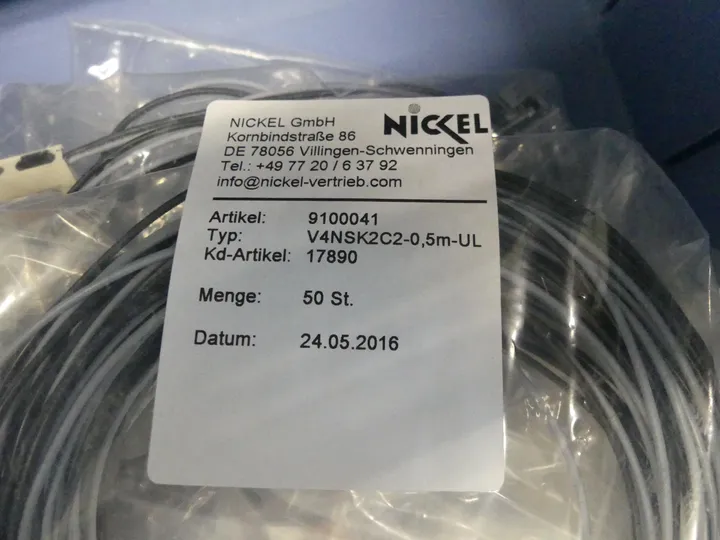 NICKEL GmbH
NICKEL
Kornbindstraße 86
DE 78056 Villingen-Schwenningen
Tel.: +49 77 20 / 6 37 92
info@nickel-vertrieb.com
Artikel: 9100041
Typ: V4NSK2C2-0,5m-UL
Kd-Artikel: 17890
Menge: 50 St.
Datum: 24.05.2016